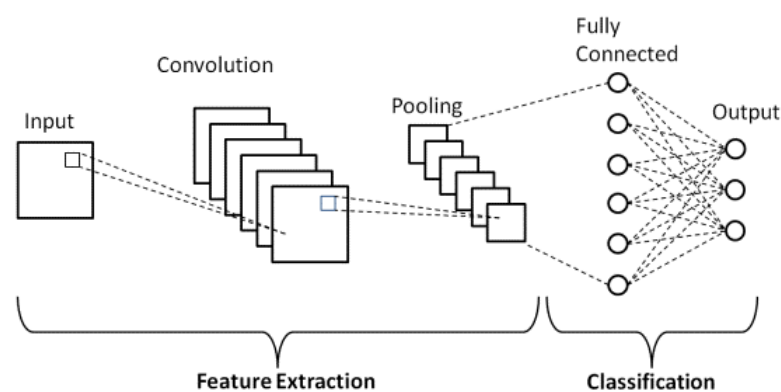 Fully
Connected
Convolution
Pooling
Input
Output
Feature Extraction
Classification